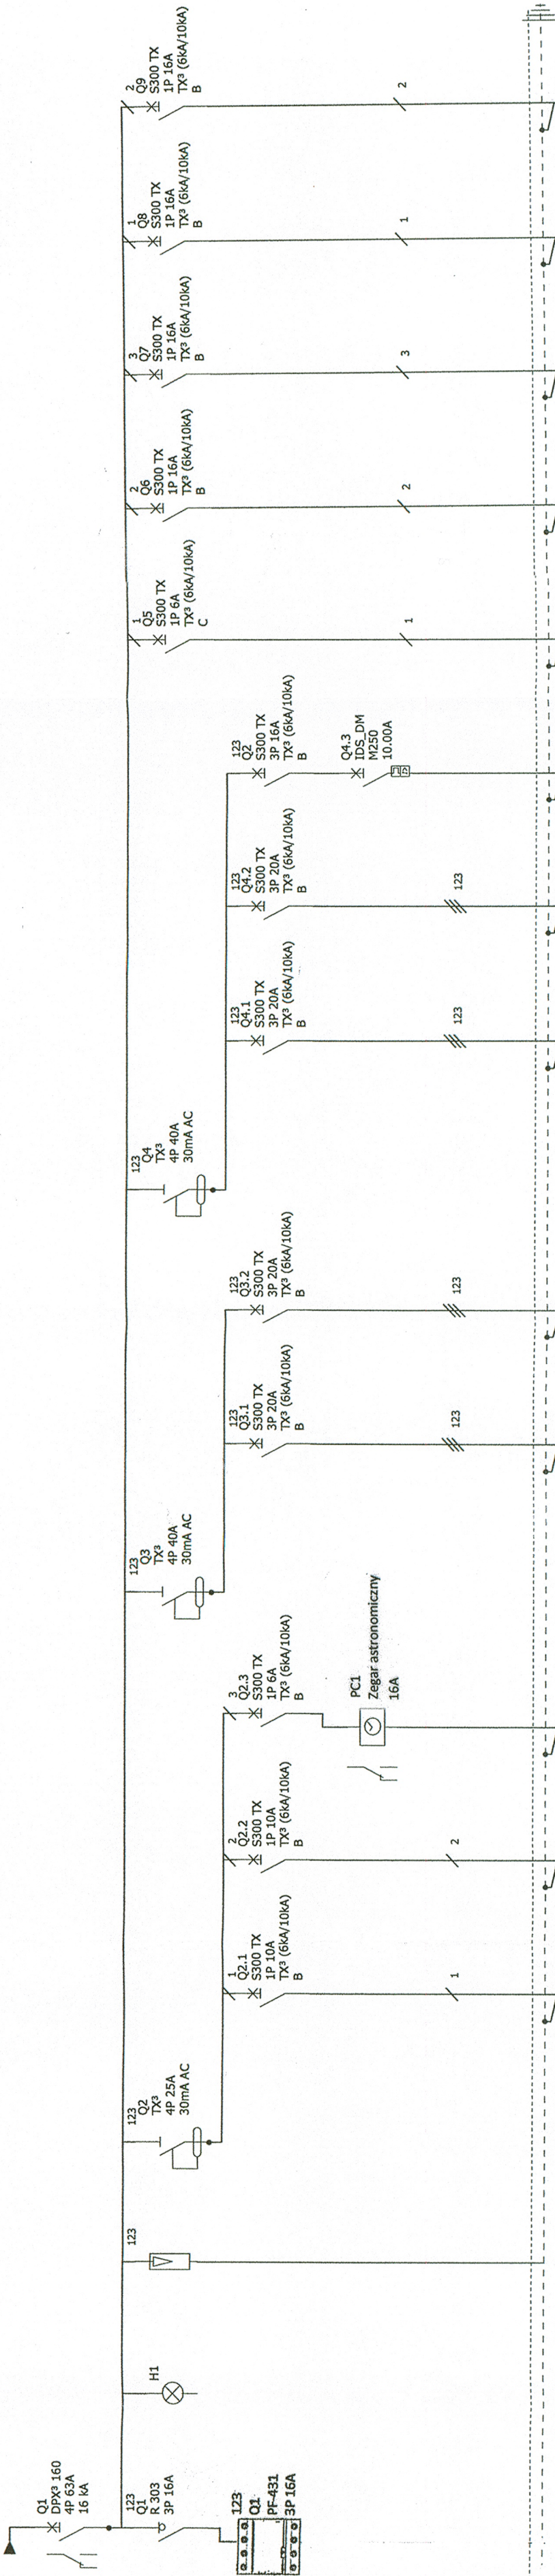 Q1
DPX³ 160
4P 63A
16 kA
123
Q1
R 303
3P 16A
123
Q1
PF-431
3P 16A
H1
123
123
Q2
TX³
4P 25A
30mA AC
1
Q2.1
S300 TX
1P 10A
TX³ (6kA/10kA)
B
1
2
Q2.2
S300 TX
1P 10A
TX³ (6kA/10kA)
B
2
3
Q2.3
S300 TX
1P 6A
TX³ (6kA/10kA)
B
PC1
Zegar astronomiczny
16A
123
Q3
TX³
4P 40A
30mA AC
123
Q3.1
S300 TX
3P 20A
TX³ (6kA/10kA)
B
123
123
Q3.2
S300 TX
3P 20A
TX³ (6kA/10kA)
B
123
123
Q4
TX³
4P 40A
30mA AC
123
Q4.1
S300 TX
3P 20A
TX³ (6kA/10kA)
B
123
123
Q4.2
S300 TX
3P 20A
TX³ (6kA/10kA)
B
123
123
Q2
S300 TX
3P 16A
TX³ (6kA/10kA)
B
Q4.3
IDS_DM
M250
10.00A
1
Q5
S300 TX
1P 6A
TX³ (6kA/10kA)
C
1
2
Q6
S300 TX
1P 16A
TX³ (6kA/10kA)
B
2
3
Q7
S300 TX
1P 16A
TX³ (6kA/10kA)
B
3
1
Q8
S300 TX
1P 16A
TX³ (6kA/10kA)
B
1
2
Q9
S300 TX
1P 16A
TX³ (6kA/10kA)
B
2